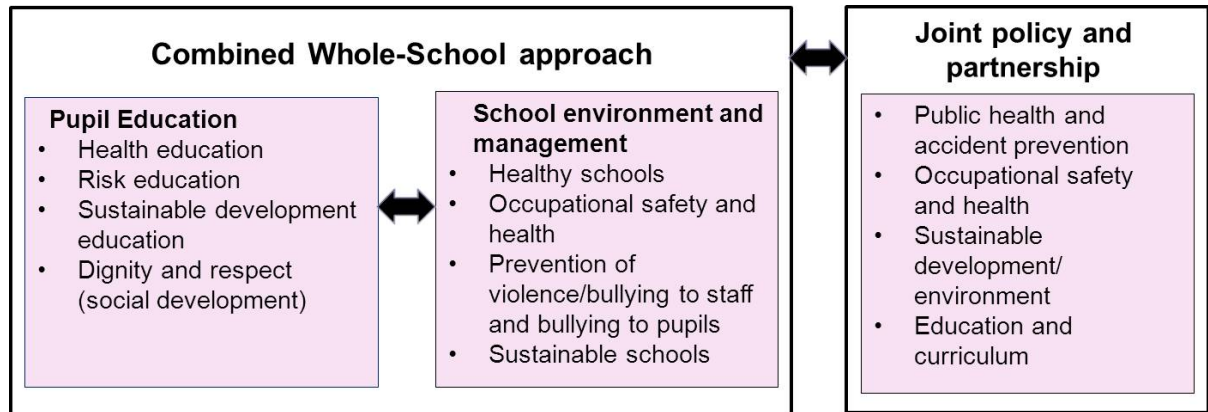 Combined Whole-School approach
Pupil Education
• Health education
• Risk education
• Sustainable development
education
• Dignity and respect
(social development)
School environment and
management
• Healthy schools
• Occupational safety and
health
• Prevention of
violence/bullying to staff
and bullying to pupils
• Sustainable schools
Joint policy and
partnership
• Public health and
accident prevention
• Occupational safety
and health
• Sustainable
development/
environment
• Education and
curriculum